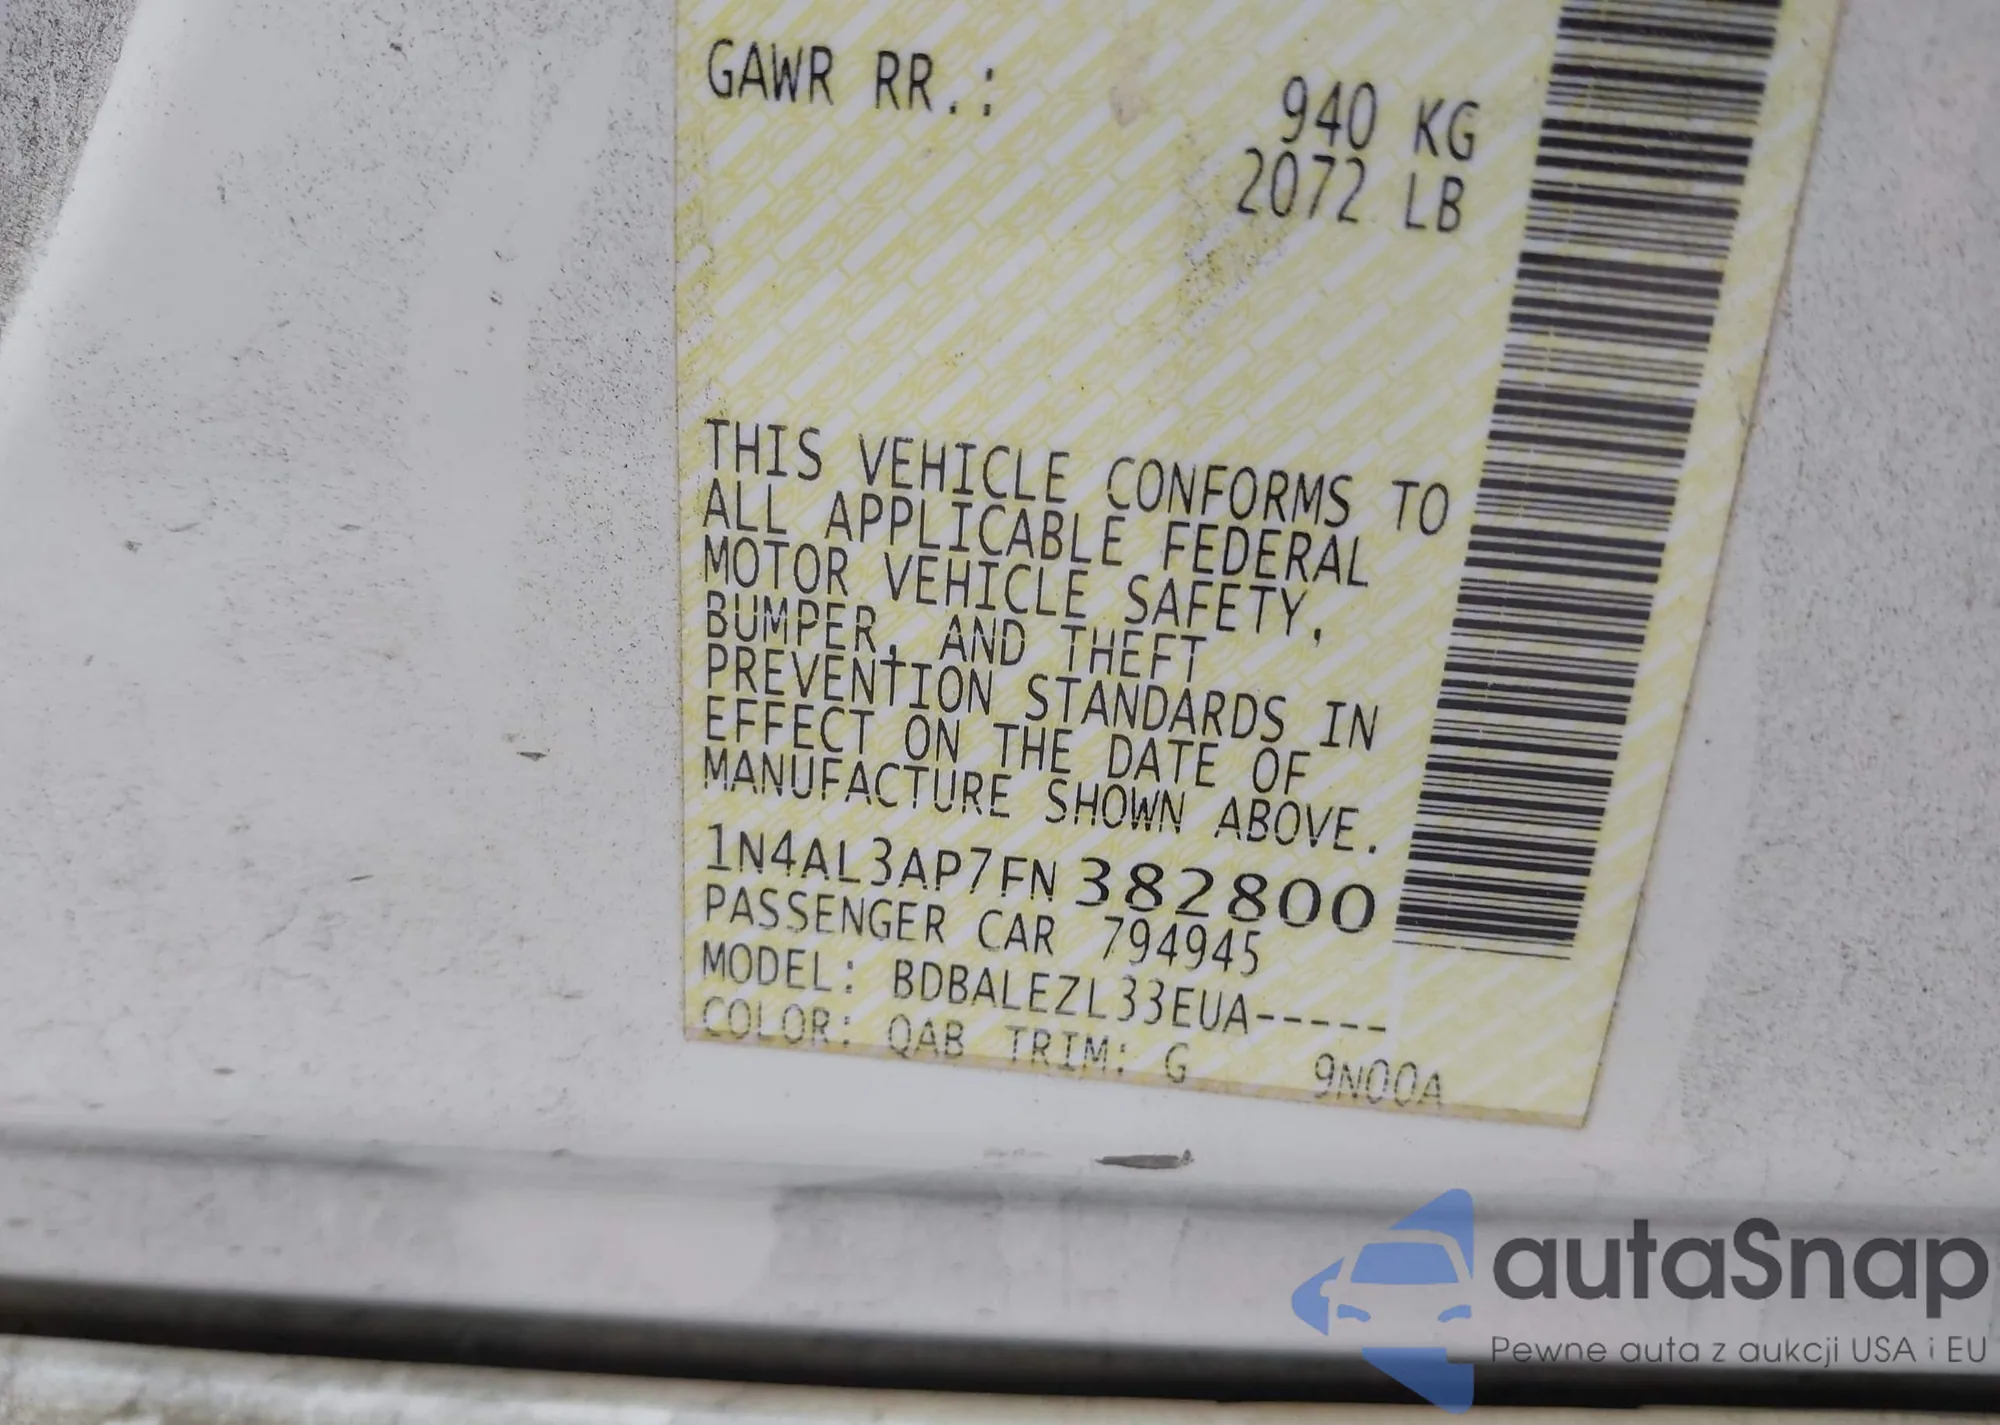 GAWR RR.: 940 KG
2072 LB
THIS VEHICLE CONFORMS TO
ALL APPLICABLE FEDERAL
MOTOR VEHICLE SAFETY,
BUMPER, AND THEFT
PREVENTION STANDARDS IN
EFFECT ON THE DATE OF
MANUFACTURE SHOWN ABOVE.
1N4AL3AP7FN382800
PASSENGER CAR 794945
MODEL: BDBALEZL33EUA-----
COLOR: QAB TRIM: G 9N00A
autaSnap
Pewne auta z aukcji USA i EU